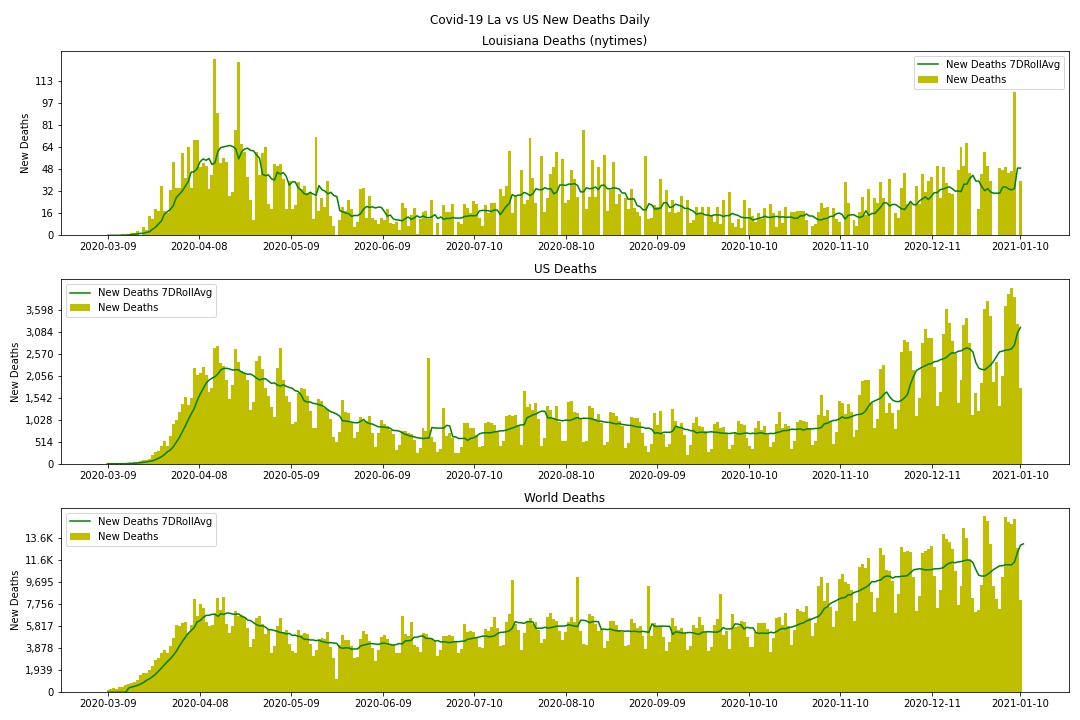 Covid-19 La vs US New Deaths Daily
Louisiana Deaths (nytimes)
New Deaths 7DRollAvg
New Deaths
New Deaths
113
97
81
64
48
32
16
0
2020-03-09 2020-04-08 2020-05-09 2020-06-09 2020-07-10 2020-08-10 2020-09-09 2020-10-10 2020-11-10 2020-12-11 2021-01-10
US Deaths
New Deaths 7DRollAvg
New Deaths
New Deaths
3,598
3,084
2,570
2,056
1,542
1,028
514
0
2020-03-09 2020-04-08 2020-05-09 2020-06-09 2020-07-10 2020-08-10 2020-09-09 2020-10-10 2020-11-10 2020-12-11 2021-01-10
World Deaths
New Deaths 7DRollAvg
New Deaths
New Deaths
13.6K
11.6K
9,695
7,756
5,817
3,878
1,939
0
2020-03-09 2020-04-08 2020-05-09 2020-06-09 2020-07-10 2020-08-10 2020-09-09 2020-10-10 2020-11-10 2020-12-11 2021-01-10